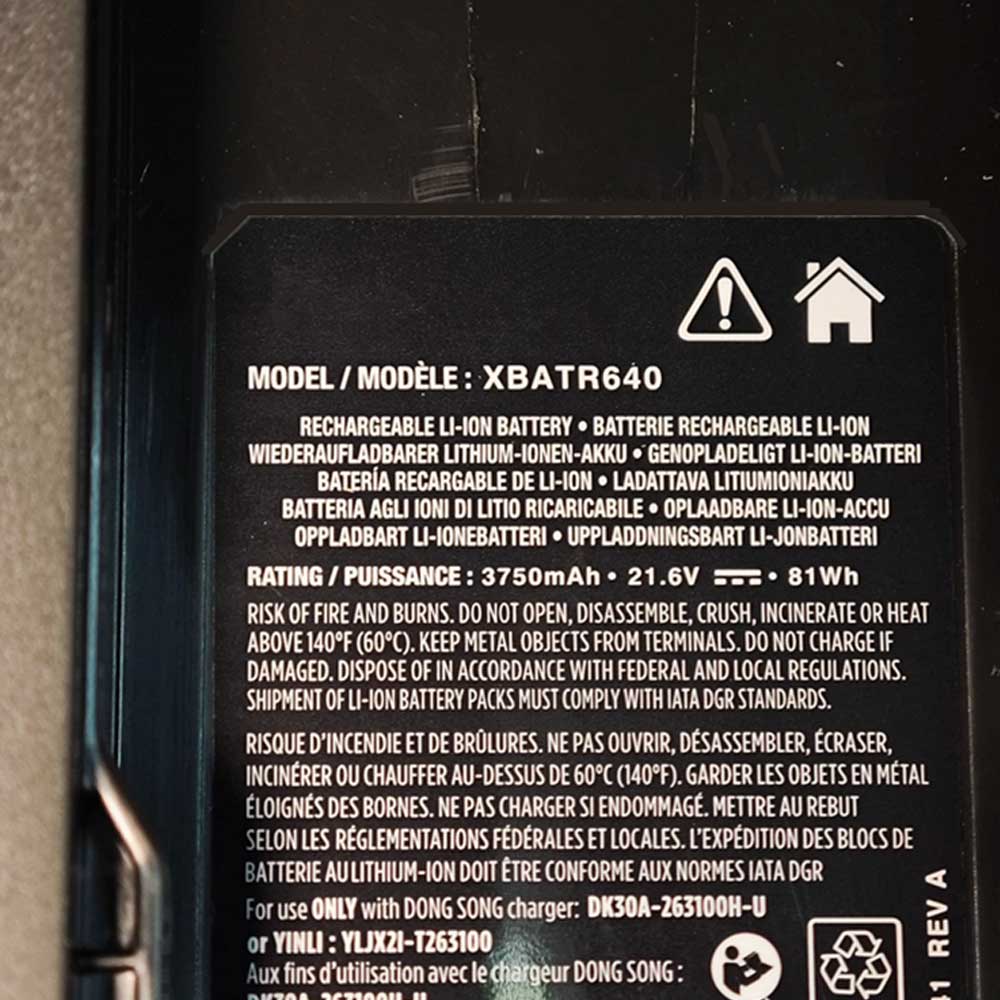 MODEL / MODÈLE : XBATR640
RECHARGEABLE LI-ION BATTERY • BATTERIE RECHARGEABLE LI-ION
WIEDERAUFLADBARER LITHIUM-IONEN-AKKU • GENOPLADELIGT LI-ION-BATTERI
BATERÍA RECARGABLE DE LI-ION • LADATTAVA LITIUMIONIAKKU
BATTERIA AGLI IONI DI LITIO RICARICABILE • OPLAADBARE LI-ION-ACCU
OPPLADBART LI-IONEBATTERI • UPPLADDNINGSBART LI-JONBATTERI
RATING / PUISSANCE : 3750mAh • 21.6V ⎓ • 81Wh
RISK OF FIRE AND BURNS. DO NOT OPEN, DISASSEMBLE, CRUSH, INCINERATE OR HEAT
ABOVE 140°F (60°C). KEEP METAL OBJECTS FROM TERMINALS. DO NOT CHARGE IF
DAMAGED. DISPOSE OF IN ACCORDANCE WITH FEDERAL AND LOCAL REGULATIONS.
SHIPMENT OF LI-ION BATTERY PACKS MUST COMPLY WITH IATA DGR STANDARDS.
RISQUE D'INCENDIE ET DE BRÛLURES. NE PAS OUVRIR, DÉSASSEMBLER, ÉCRASER,
INCINÉRER OU CHAUFFER AU-DESSUS DE 60°C (140°F). GARDER LES OBJETS EN MÉTAL
ÉLOIGNÉS DES BORNES. NE PAS CHARGER SI ENDOMMAGÉ. METTRE AU REBUT
SELON LES RÉGLEMENTATIONS FÉDÉRALES ET LOCALES. L'EXPÉDITION DES BLOCS DE
BATTERIE AU LITHIUM-ION DOIT ÊTRE CONFORME AUX NORMES IATA DGR
For use ONLY with DONG SONG charger: DK30A-263100H-U
or YINLI : YLJX2I-T263100
Aux fins d'utilisation avec le chargeur DONG SONG :
DK30A-263100H-U
1 REV A